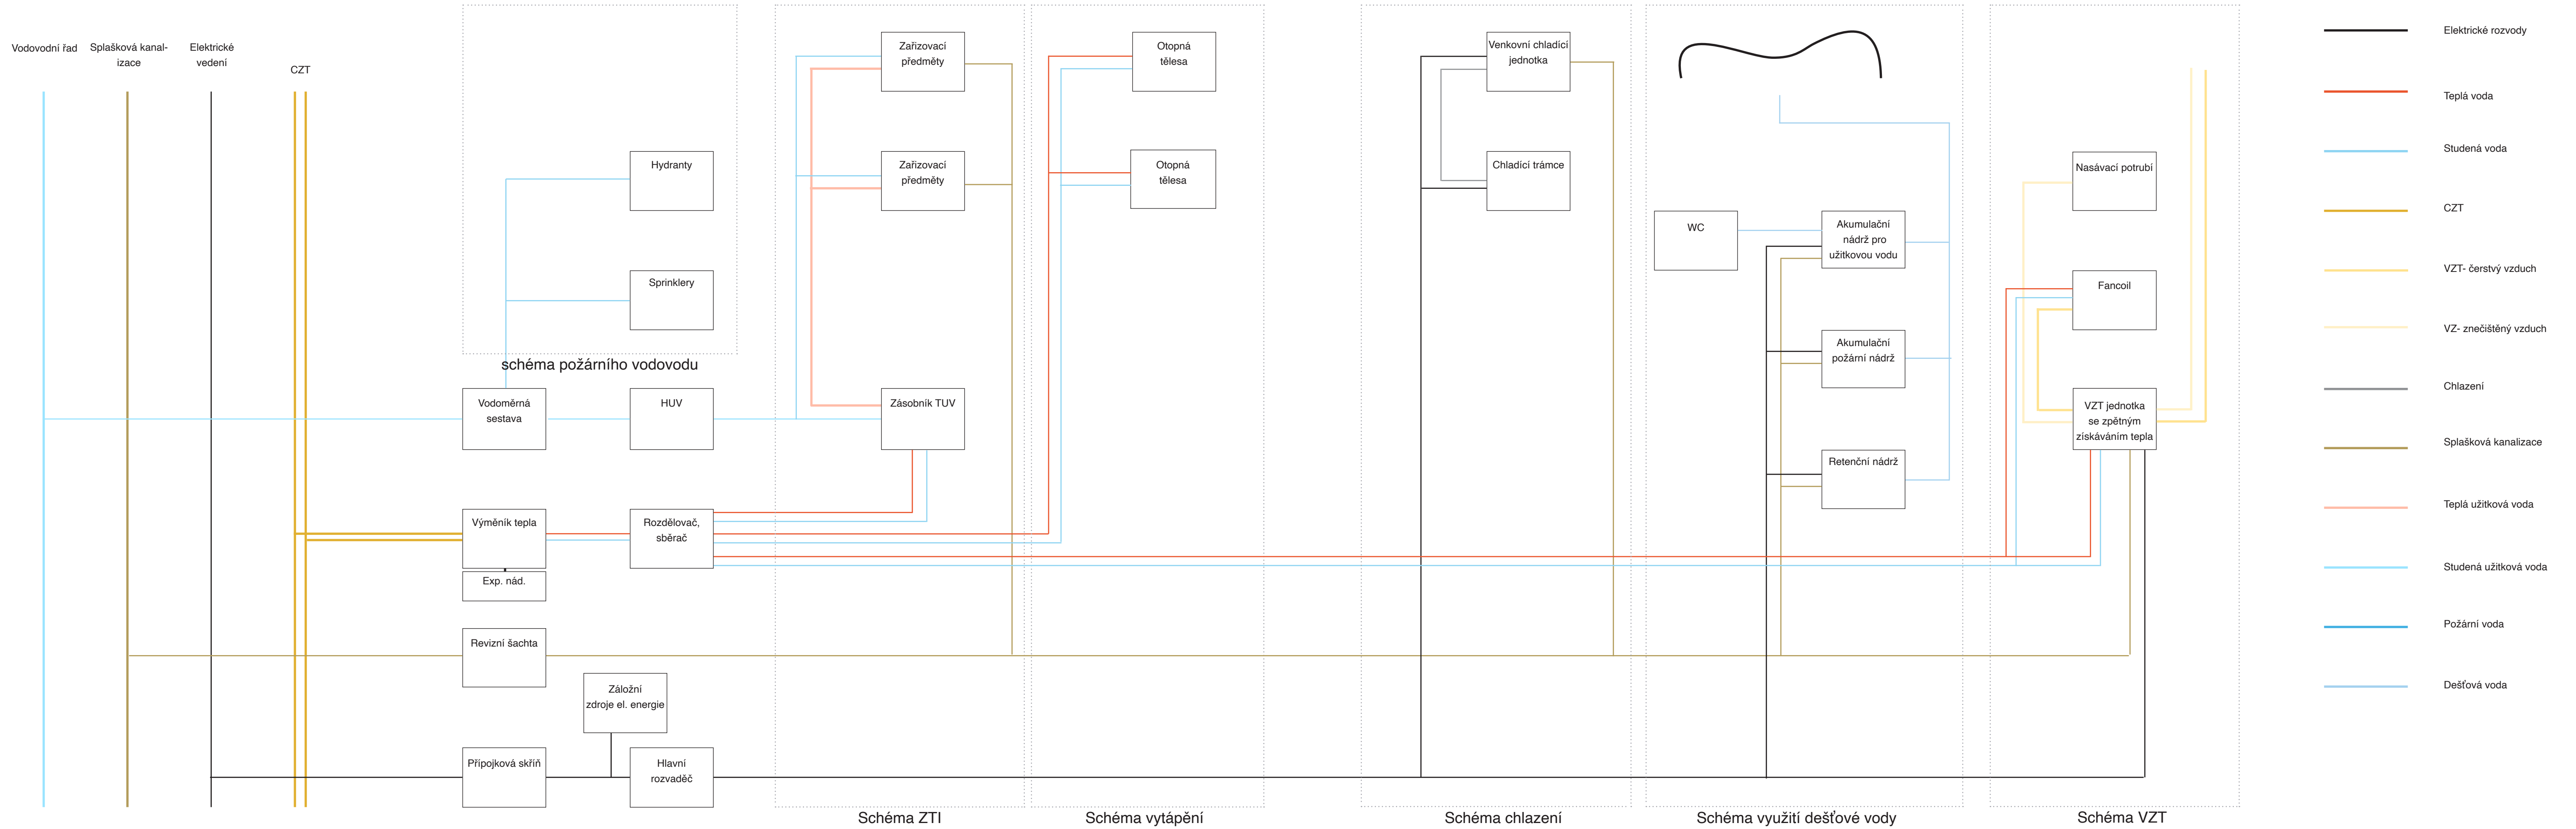 Vodovodní řad
Splašková kanal-
izace
Elektrické
vedení
CZT
Hydranty
Sprinklery
schéma požárního vodovodu
Vodoměrná
sestava
HUV
Výměník tepla
Exp. nád.
Rozdělovač,
sběrač
Revizní šachta
Záložní
zdroje el. energie
Přípojková skříň
Hlavní
rozvaděč
Zařizovací
předměty
Zařizovací
předměty
Zásobník TUV
Schéma ZTI
Otopná
tělesa
Otopná
tělesa
Schéma vytápění
Venkovní chladící
jednotka
Chladící trámce
Schéma chlazení
WC
Akumulační
nádrž pro
užitkovou vodu
Akumulační
požární nádrž
Retenční nádrž
Schéma využití dešťové vody
Nasávací potrubí
Fancoil
VZT jednotka
se zpětným
získáváním tepla
Schéma VZT
Elektrické rozvody
Teplá voda
Studená voda
CZT
VZT- čerstvý vzduch
VZ- znečištěný vzduch
Chlazení
Splašková kanalizace
Teplá užitková voda
Studená užitková voda
Požární voda
Dešťová voda